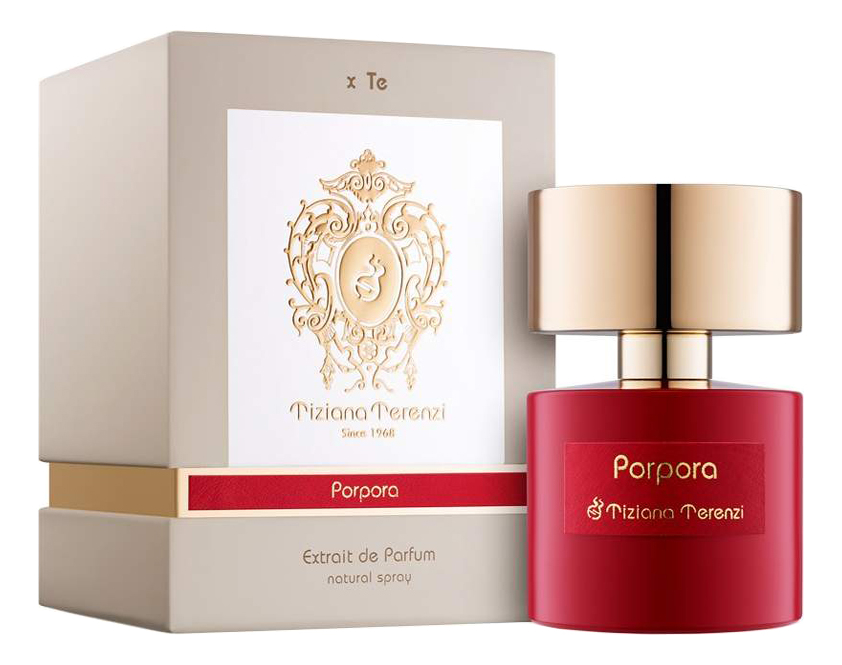 x Te
Tiziana Terenzi
Since 1968
Porpora
Extrait de Parfum
natural spray
Porpora
Tiziana Terenzi